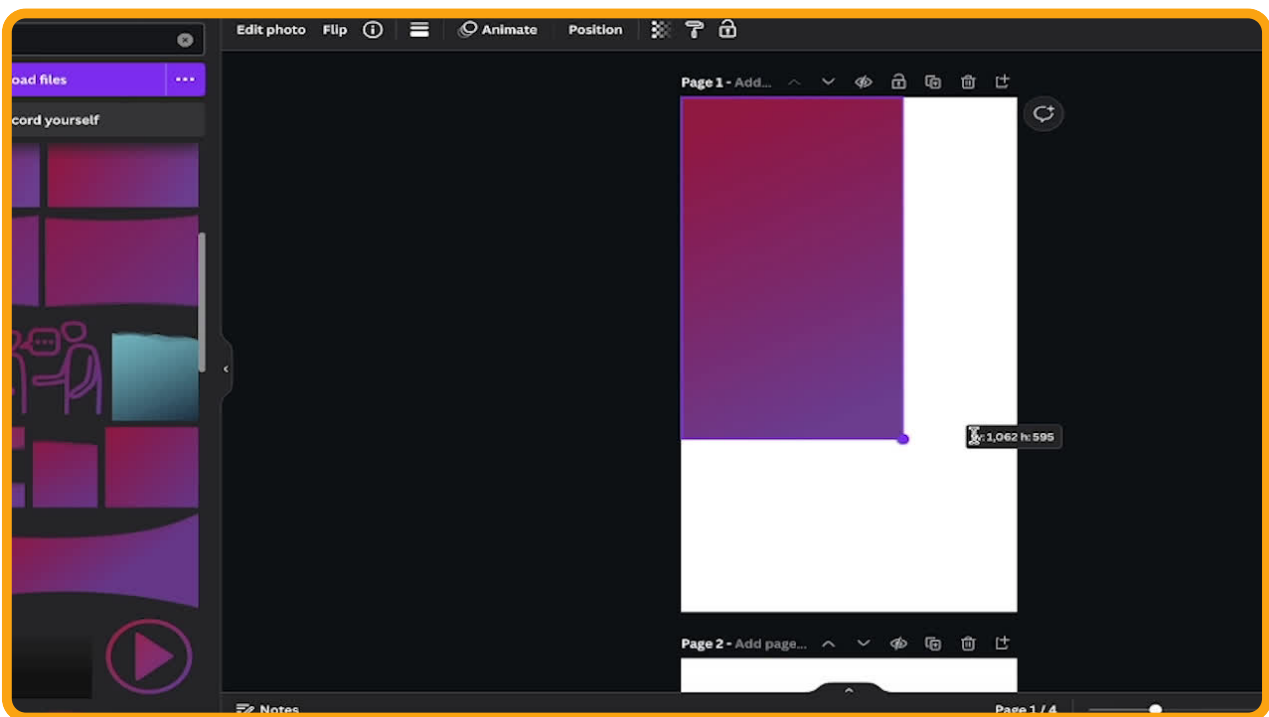 Edit photo Flip Animate Position
oad files
cord yourself
Page 1 - Add...
1,062 h: 595
Page 2 - Add page...
Notes
Page 1 / 4